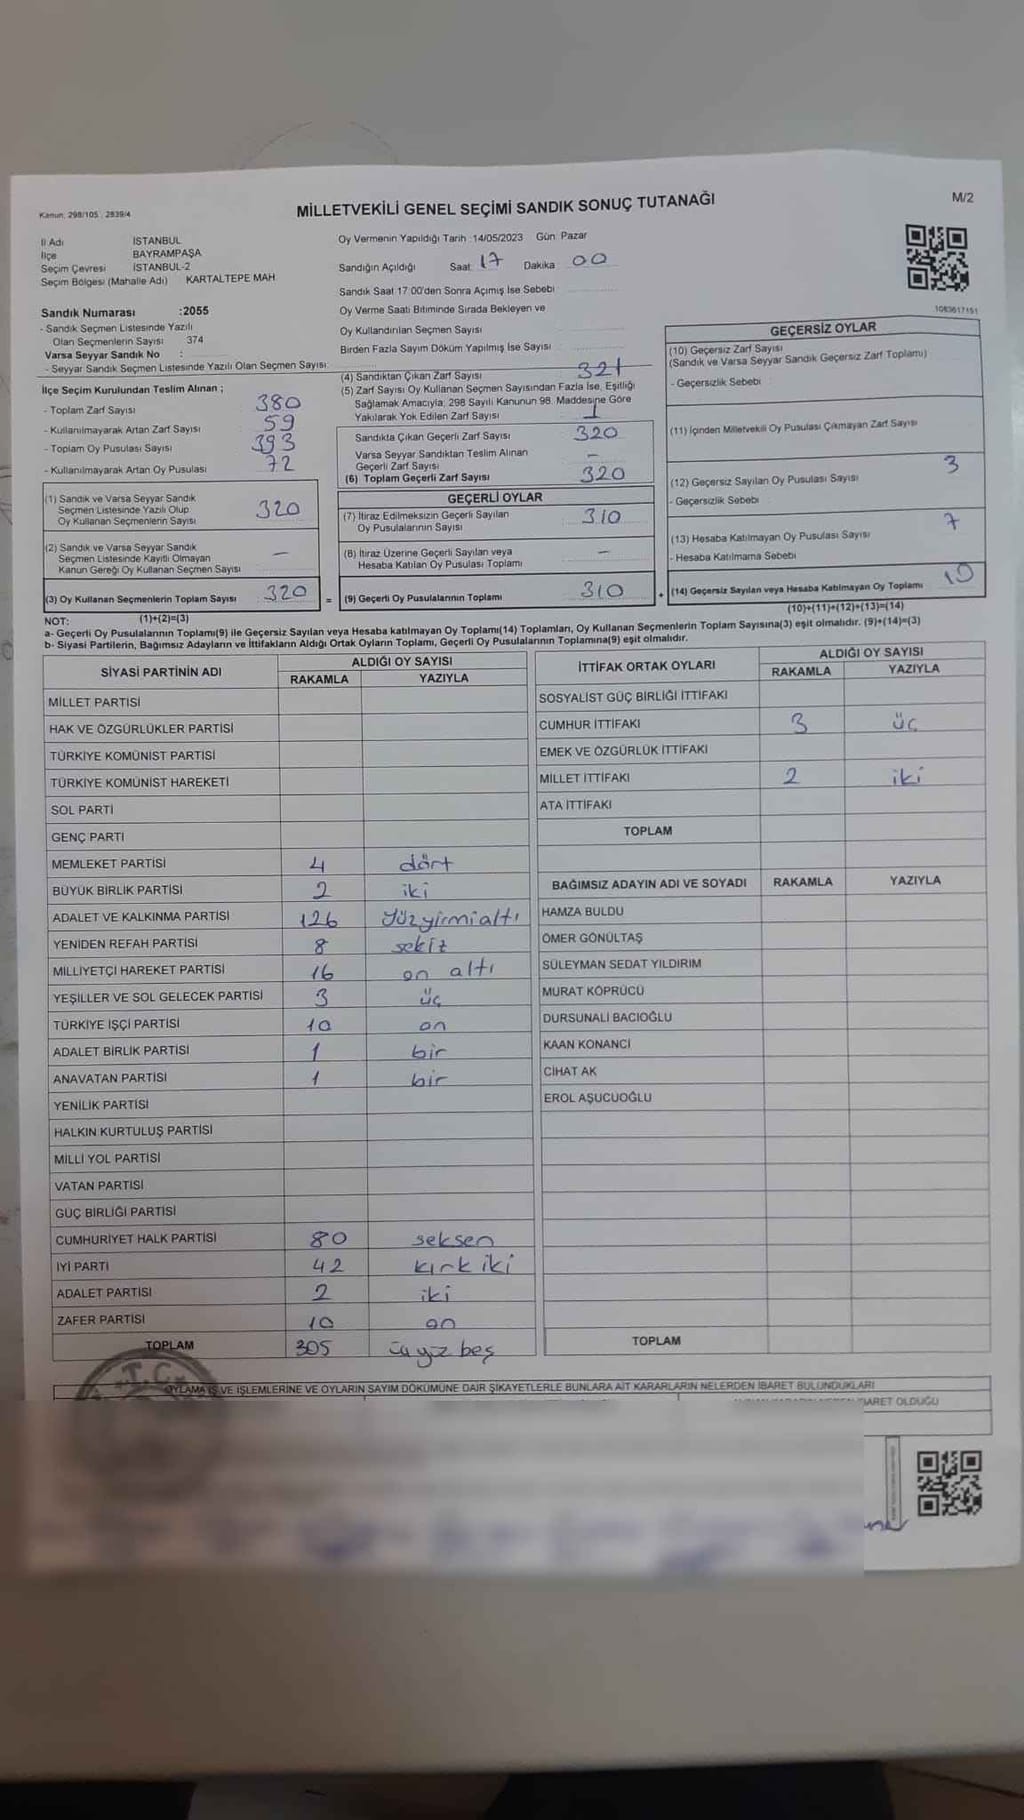 Kanun: 298/105 , 2839/4
MİLLETVEKİLİ GENEL SEÇİMİ SANDIK SONUÇ TUTANAĞI
M/2
İl Adı İSTANBUL
İlçe BAYRAMPAŞA
Seçim Çevresi İSTANBUL-2
Seçim Bölgesi (Mahalle Adı) KARTALTEPE MAH
Oy Vermenin Yapıldığı Tarih :14/05/2023 Gün: Pazar
Sandığın Açıldığı Saat: 17 Dakika 00
Sandık Saat 17:00'den Sonra Açımış İse Sebebi
Oy Verme Saati Bitiminde Sırada Bekleyen ve
Oy Kullandırılan Seçmen Sayısı
Birden Fazla Sayım Döküm Yapılmış İse Sayısı
1083617151
Sandık Numarası :2055
- Sandık Seçmen Listesinde Yazılı
Olan Seçmenlerin Sayısı 374
Varsa Seyyar Sandık No :
- Seyyar Sandık Seçmen Listesinde Yazılı Olan Seçmen Sayısı:
İlçe Seçim Kurulundan Teslim Alınan ;
- Toplam Zarf Sayısı 380
- Kullanılmayarak Artan Zarf Sayısı 59
- Toplam Oy Pusulası Sayısı 393
- Kullanılmayarak Artan Oy Pusulası 72
(4) Sandıktan Çıkan Zarf Sayısı 321
(5) Zarf Sayısı Oy Kullanan Seçmen Sayısından Fazla İse, Eşitliği
Sağlamak Amacıyla; 298 Sayılı Kanunun 98. Maddesine Göre
Yakılarak Yok Edilen Zarf Sayısı 1
Sandıkta Çıkan Geçerli Zarf Sayısı 320
Varsa Seyyar Sandıktan Teslim Alınan
Geçerli Zarf Sayısı -
(6) Toplam Geçerli Zarf Sayısı 320
GEÇERSİZ OYLAR
(10) Geçersiz Zarf Sayısı
(Sandık ve Varsa Seyyar Sandık Geçersiz Zarf Toplamı)
- Geçersizlik Sebebi
(11) İçinden Milletvekili Oy Pusulası Çıkmayan Zarf Sayısı
(12) Geçersiz Sayılan Oy Pusulası Sayısı 3
- Geçersizlik Sebebi
(13) Hesaba Katılmayan Oy Pusulası Sayısı 7
- Hesaba Katılmama Sebebi
(14) Geçersiz Sayılan veya Hesaba Katılmayan Oy Toplamı 10
(10)+(11)+(12)+(13)=(14)
(1) Sandık ve Varsa Seyyar Sandık
Seçmen Listesinde Yazılı Olup
Oy Kullanan Seçmenlerin Sayısı 320
(2) Sandık ve Varsa Seyyar Sandık
Seçmen Listesinde Kayıtlı Olmayan
Kanun Gereği Oy Kullanan Seçmen Sayısı -
(3) Oy Kullanan Seçmenlerin Toplam Sayısı 320 =
(1)+(2)=(3)
GEÇERLİ OYLAR
(7) İtiraz Edilmeksizin Geçerli Sayılan
Oy Pusulalarının Sayısı 310
(8) İtiraz Üzerine Geçerli Sayılan veya
Hesaba Katılan Oy Pusulası Toplamı -
(9) Geçerli Oy Pusulalarının Toplamı 310 +
NOT:
a- Geçerli Oy Pusulalarının Toplamı(9) ile Geçersiz Sayılan veya Hesaba katılmayan Oy Toplamı(14) Toplamları, Oy Kullanan Seçmenlerin Toplam Sayısına(3) eşit olmalıdır. (9)+(14)=(3)
b- Siyasi Partilerin, Bağımsız Adayların ve İttifakların Aldığı Ortak Oyların Toplamı, Geçerli Oy Pusulalarının Toplamına(9) eşit olmalıdır.
SİYASİ PARTİNİN ADI ALDIĞI OY SAYISI
RAKAMLA YAZIYLA
MİLLET PARTİSİ
HAK VE ÖZGÜRLÜKLER PARTİSİ
TÜRKİYE KOMÜNİST PARTİSİ
TÜRKİYE KOMÜNİST HAREKETİ
SOL PARTİ
GENÇ PARTİ
MEMLEKET PARTİSİ 4 dört
BÜYÜK BİRLİK PARTİSİ 2 iki
ADALET VE KALKINMA PARTİSİ 126 Yüzyirmialtı
YENİDEN REFAH PARTİSİ 8 sekiz
MİLLİYETÇİ HAREKET PARTİSİ 16 on altı
YEŞİLLER VE SOL GELECEK PARTİSİ 3 üç
TÜRKİYE İŞÇİ PARTİSİ 10 on
ADALET BİRLİK PARTİSİ 1 bir
ANAVATAN PARTİSİ 1 bir
YENİLİK PARTİSİ
HALKIN KURTULUŞ PARTİSİ
MİLLİ YOL PARTİSİ
VATAN PARTİSİ
GÜÇ BİRLİĞİ PARTİSİ
CUMHURİYET HALK PARTİSİ 80 seksen
İYİ PARTİ 42 kırk iki
ADALET PARTİSİ 2 iki
ZAFER PARTİSİ 10 on
TOPLAM 305 üçyüz beş
İTTİFAK ORTAK OYLARI ALDIĞI OY SAYISI
RAKAMLA YAZIYLA
SOSYALİST GÜÇ BİRLİĞİ İTTİFAKI
CUMHUR İTTİFAKI 3 üç
EMEK VE ÖZGÜRLÜK İTTİFAKI
MİLLET İTTİFAKI 2 iki
ATA İTTİFAKI
TOPLAM
BAĞIMSIZ ADAYIN ADI VE SOYADI RAKAMLA YAZIYLA
HAMZA BULDU
ÖMER GÖNÜLTAŞ
SÜLEYMAN SEDAT YILDIRIM
MURAT KÖPRÜCÜ
DURSUNALİ BACIOĞLU
KAAN KONANCİ
CİHAT AK
EROL AŞUCUOĞLU
TOPLAM
T.C.
OYLAMA İŞ VE İŞLEMLERİNE VE OYLARIN SAYIM DÖKÜMÜNE DAİR ŞİKAYETLERLE BUNLARA AİT KARARLARIN NELERDEN İBARET BULUNDUKLARI
İBARET OLDUĞU